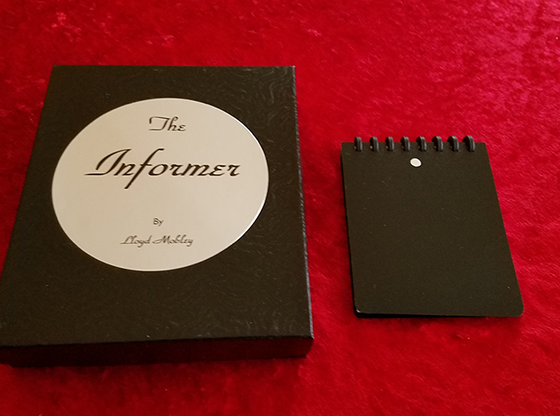 The
Informer
By
Lloyd Mobley